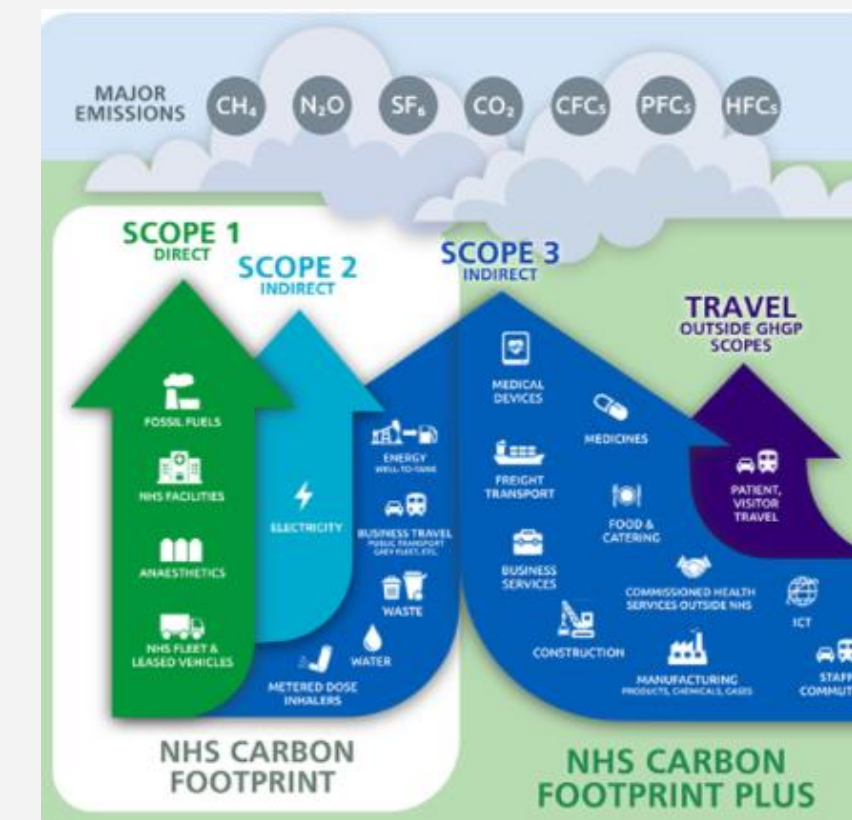 MAJOR
EMISSIONS
CH₄
N₂O
SF₆
CO₂
CFCs
PFCs
HFCs
SCOPE 1
DIRECT
SCOPE 2
INDIRECT
SCOPE 3
INDIRECT
TRAVEL
OUTSIDE GHGP
SCOPES
FOSSIL FUELS
NHS FACILITIES
ANAESTHETICS
NHS FLEET &
LEASED VEHICLES
ELECTRICITY
ENERGY
WELL-TO-TANK
BUSINESS TRAVEL
PUBLIC TRANSPORT
GREY FLEET, ETC.
WASTE
WATER
METERED DOSE
INHALERS
MEDICAL
DEVICES
FREIGHT
TRANSPORT
BUSINESS
SERVICES
CONSTRUCTION
MEDICINES
FOOD &
CATERING
COMMISSIONED HEALTH
SERVICES OUTSIDE NHS
MANUFACTURING
PRODUCTS, CHEMICALS, GASES
PATIENT,
VISITOR
TRAVEL
ICT
STAFF
COMMUT
NHS CARBON
FOOTPRINT
NHS CARBON
FOOTPRINT PLUS